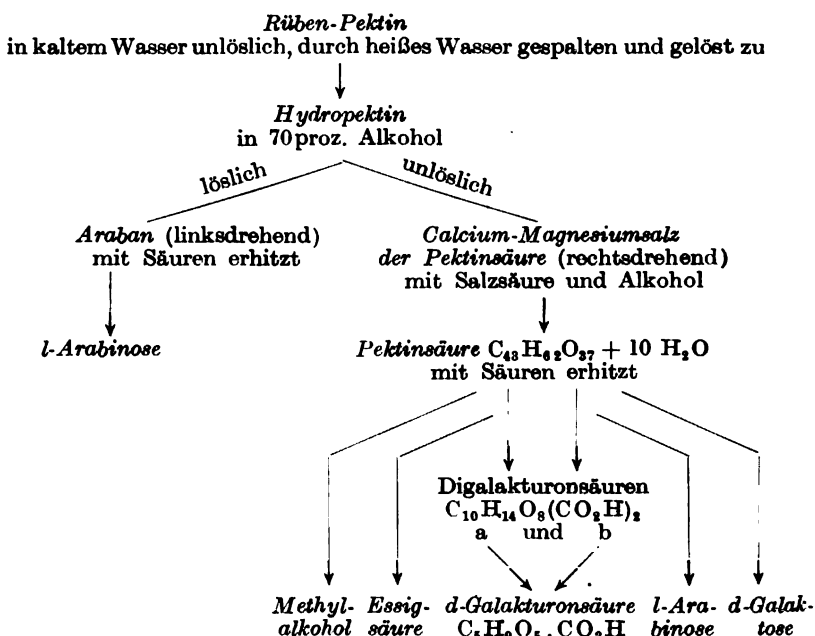 Rüben-Pektin
in kaltem Wasser unlöslich, durch heißes Wasser gespalten und gelöst zu
Hydropektin
in 70proz. Alkohol
löslich
unlöslich
Araban (linksdrehend)
mit Säuren erhitzt
l-Arabinose
Calcium-Magnesiumsalz
der Pektinsäure (rechtsdrehend)
mit Salzsäure und Alkohol
Pektinsäure C₄₃H₆₂O₃₇ + 10 H₂O
mit Säuren erhitzt
Digalakturonsäuren
C₁₀H₁₄O₈(CO₂H)₂
a und b
Methyl-
alkohol
Essig-
säure
d-Galakturonsäure
C₅H₉O₅.CO₂H
l-Ara-
binose
d-Galak-
tose